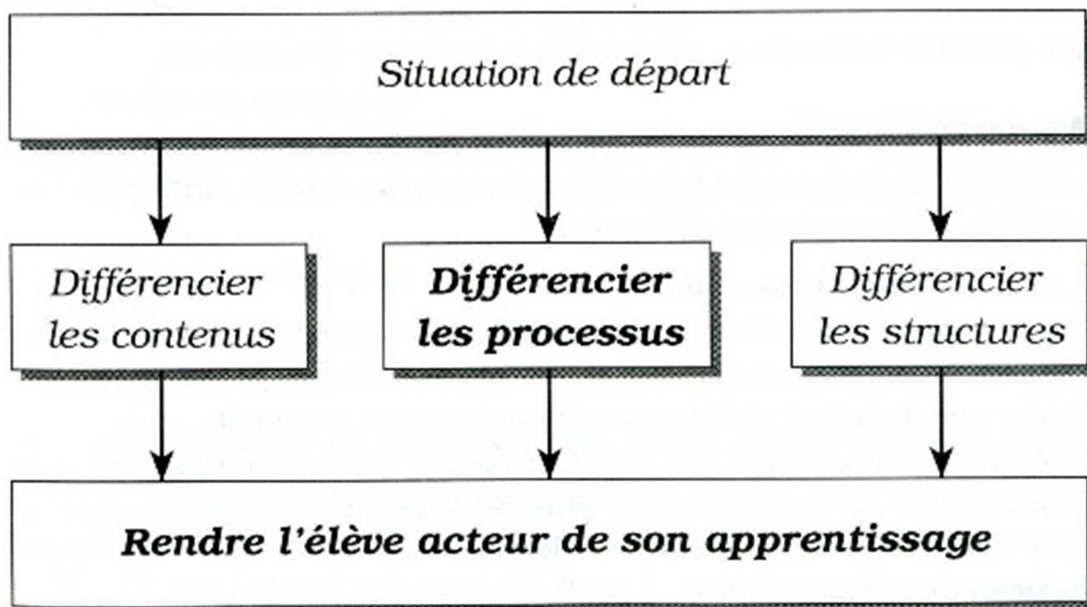 Situation de départ
Différencier
les contenus
Différencier
les processus
Différencier
les structures
Rendre l'élève acteur de son apprentissage